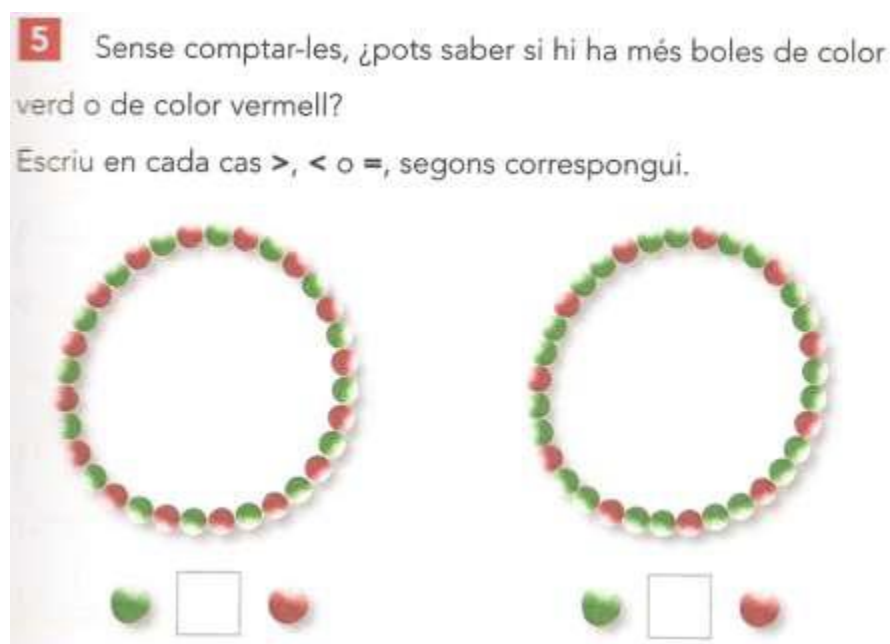 5 Sense comptar-les, ¿pots saber si hi ha més boles de color
verd o de color vermell?
Escriu en cada cas >, < o =, segons correspongui.